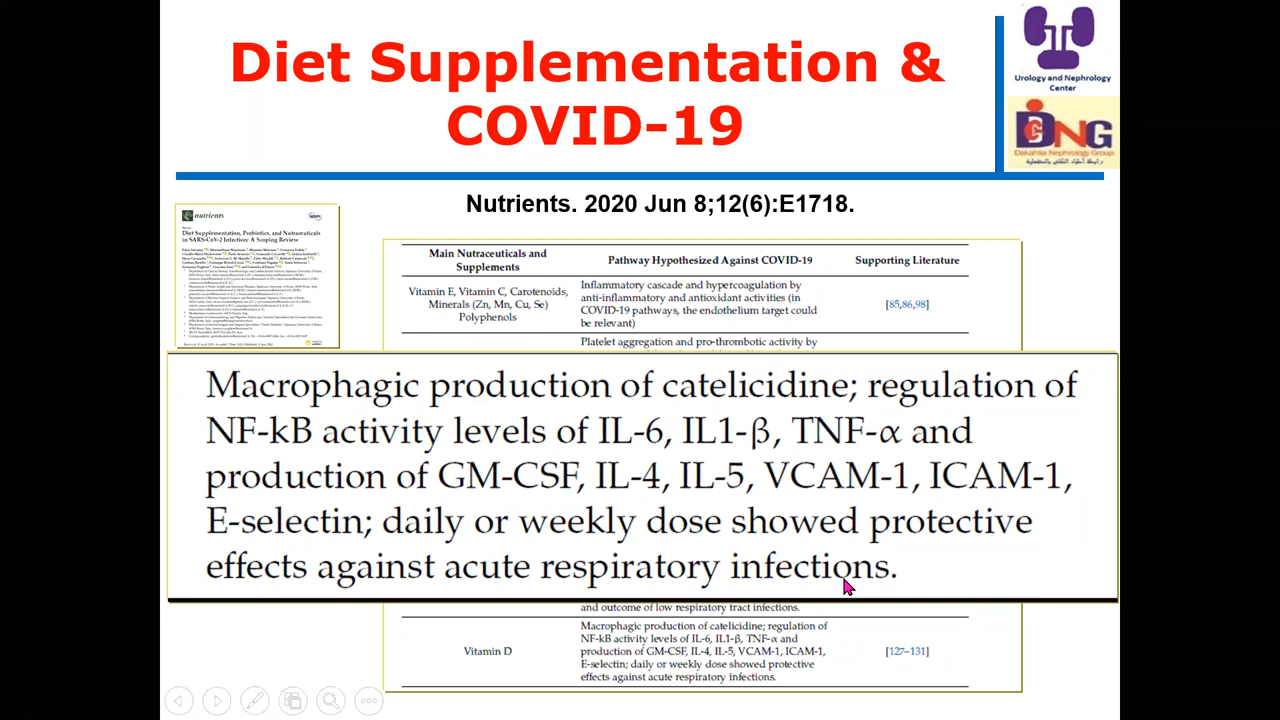 Diet Supplementation &
COVID-19
Urology and Nephrology
Center
DNG
Dakahlia Nephrology Group
Nutrients. 2020 Jun 8;12(6):E1718.
nutrients
MDPI
Diet Supplementation, Probiotics, and Nutraceuticals
in SARS-CoV-2 Infection: A Scoping Review
Main Nutraceuticals and
Supplements
Pathway Hypothesized Against COVID-19
Supporting Literature
Vitamin E, Vitamin C, Carotenoids,
Minerals (Zn, Mn, Cu, Se)
Polyphenols
Inflammatory cascade and hypercoagulation by
anti-inflammatory and antioxidant activities (in
COVID-19 pathways, the endothelium target could
be relevant)
[85,86,98]
Platelet aggregation and pro-thrombotic activity by
Macrophagic production of catelicidine; regulation of
NF-kB activity levels of IL-6, IL1-β, TNF-α and
production of GM-CSF, IL-4, IL-5, VCAM-1, ICAM-1,
E-selectin; daily or weekly dose showed protective
effects against acute respiratory infections.
and outcome of low respiratory tract infections.
Vitamin D
Macrophagic production of catelicidine; regulation of
NF-kB activity levels of IL-6, IL1-β, TNF-α and
production of GM-CSF, IL-4, IL-5, VCAM-1, ICAM-1,
E-selectin; daily or weekly dose showed protective
effects against acute respiratory infections.
[127–131]